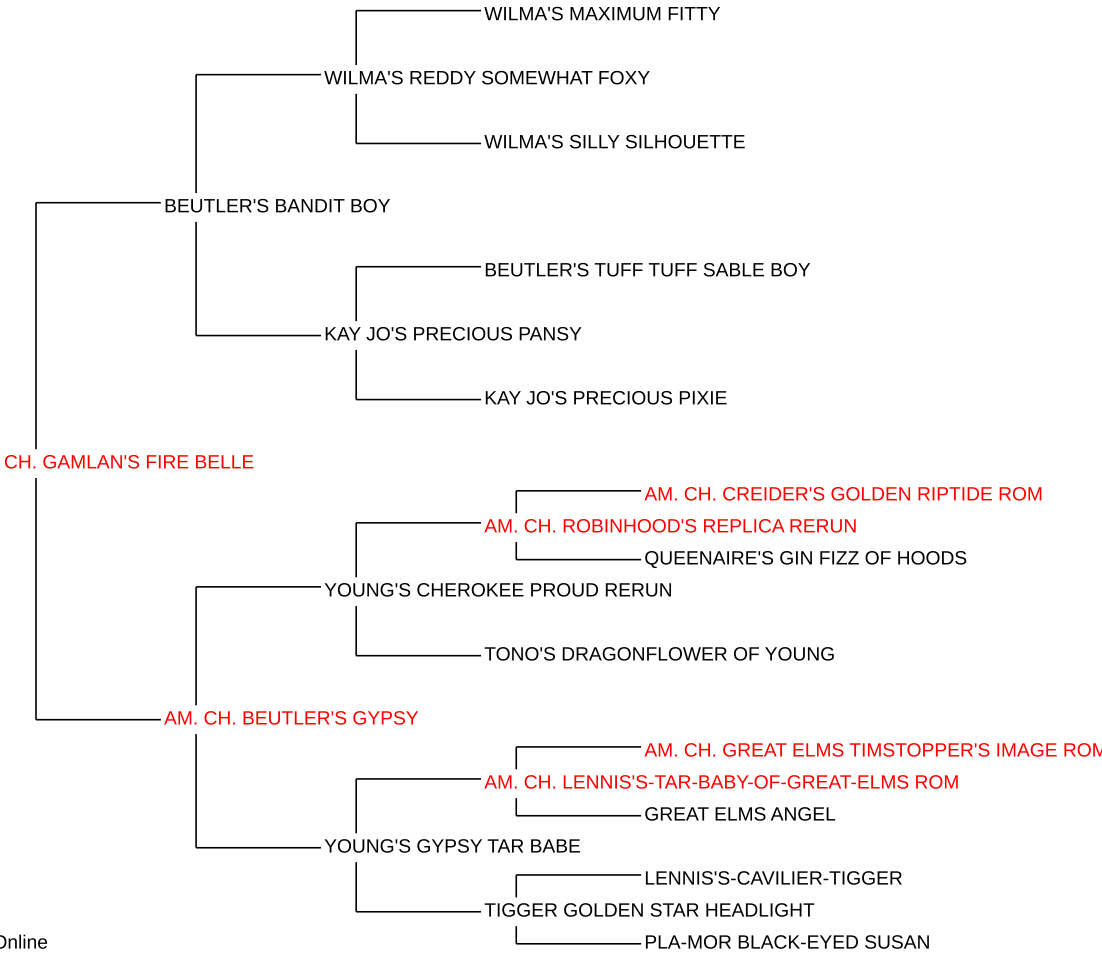 WILMA'S MAXIMUM FITTY
WILMA'S REDDY SOMEWHAT FOXY
WILMA'S SILLY SILHOUETTE
BEUTLER'S BANDIT BOY
BEUTLER'S TUFF TUFF SABLE BOY
KAY JO'S PRECIOUS PANSY
KAY JO'S PRECIOUS PIXIE
CH. GAMLAN'S FIRE BELLE
AM. CH. CREIDER'S GOLDEN RIPTIDE ROM
AM. CH. ROBINHOOD'S REPLICA RERUN
QUEENAIRE'S GIN FIZZ OF HOODS
YOUNG'S CHEROKEE PROUD RERUN
TONO'S DRAGONFLOWER OF YOUNG
AM. CH. BEUTLER'S GYPSY
AM. CH. GREAT ELMS TIMSTOPPER'S IMAGE ROM
AM. CH. LENNIS'S-TAR-BABY-OF-GREAT-ELMS ROM
GREAT ELMS ANGEL
YOUNG'S GYPSY TAR BABE
LENNIS'S-CAVILIER-TIGGER
TIGGER GOLDEN STAR HEADLIGHT
PLA-MOR BLACK-EYED SUSAN
Online